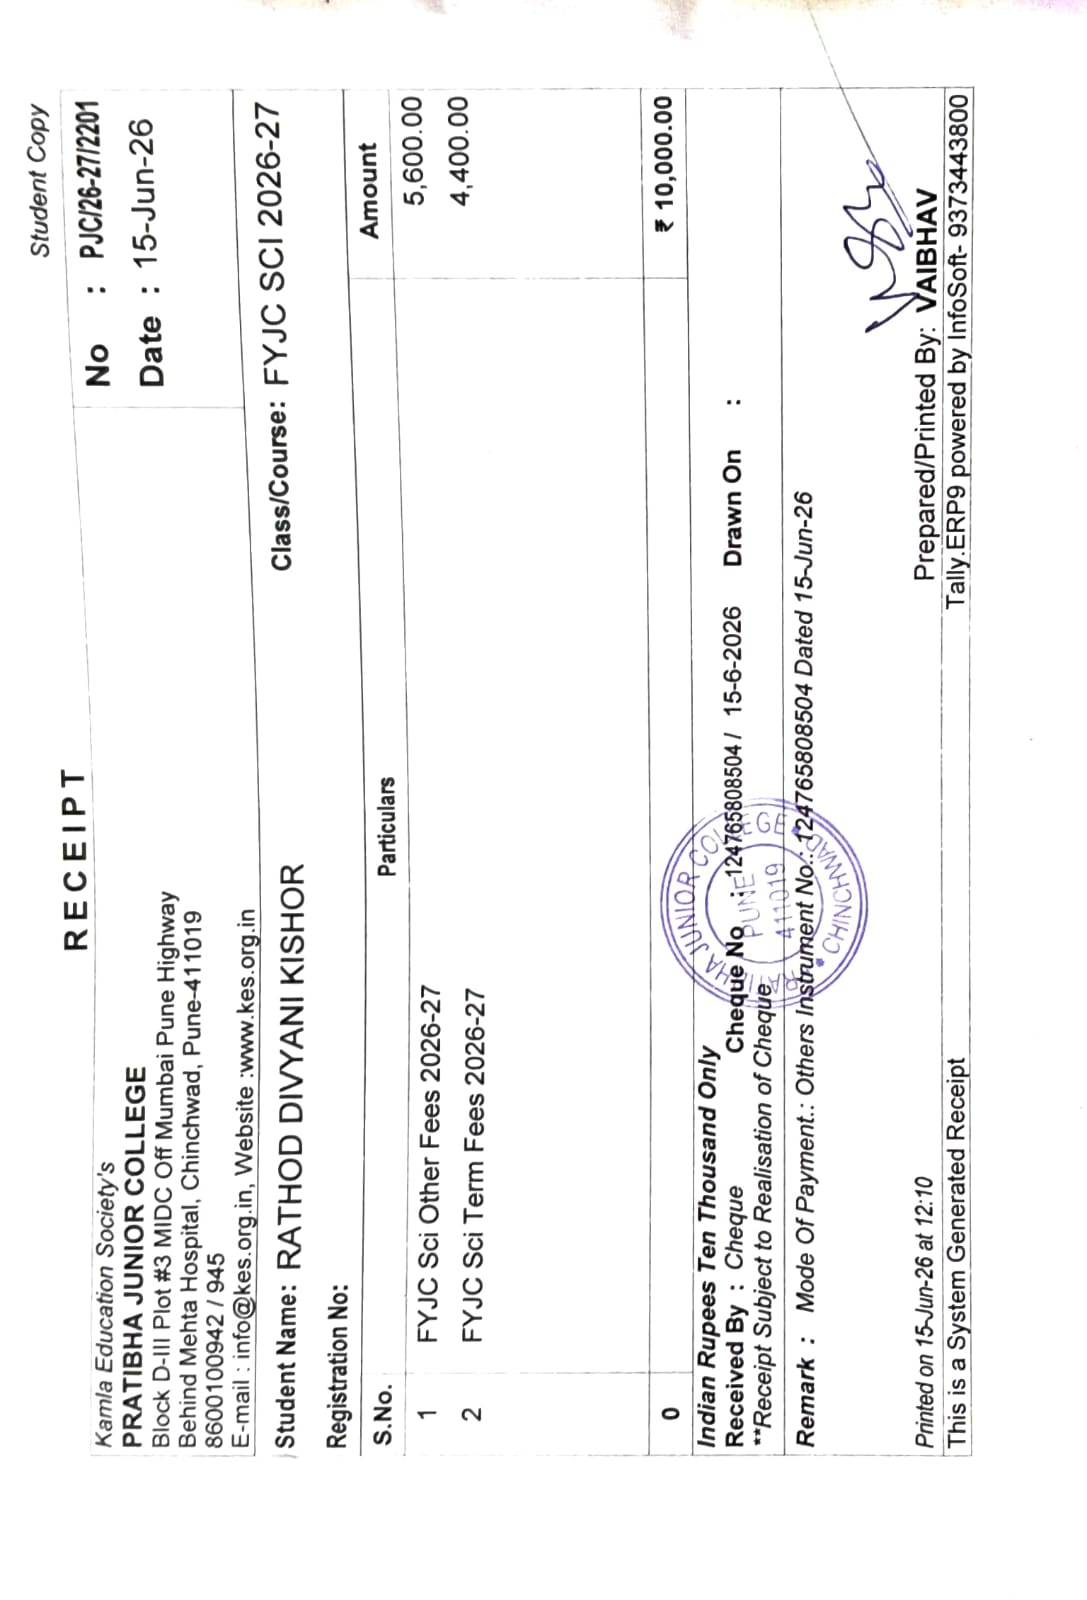 Student Copy
RECEIPT
Kamla Education Society's
PRATIBHA JUNIOR COLLEGE
Block D-III Plot #3 MIDC Off Mumbai Pune Highway
Behind Mehta Hospital, Chinchwad, Pune-411019
8600100942 / 945
E-mail : info@kes.org.in, Website :www.kes.org.in
No : PJC/26-27/2201
Date : 15-Jun-26
Student Name: RATHOD DIVYANI KISHOR Class/Course: FYJC SCI 2026-27
Registration No:
S.No. Particulars Amount
1 FYJC Sci Other Fees 2026-27 5,600.00
2 FYJC Sci Term Fees 2026-27 4,400.00
0 ₹ 10,000.00
Indian Rupees Ten Thousand Only
Received By : Cheque Cheque No : 124765808504 / 15-6-2026 Drawn On :
**Receipt Subject to Realisation of Cheque
Remark : Mode Of Payment.: Others Instrument No.: 124765808504 Dated 15-Jun-26
PRATIBHA JUNIOR COLLEGE
CHINCHWAD
PUNE
411019
Printed on 15-Jun-26 at 12:10 Prepared/Printed By: VAIBHAV
This is a System Generated Receipt Tally.ERP9 powered by InfoSoft- 9373443800